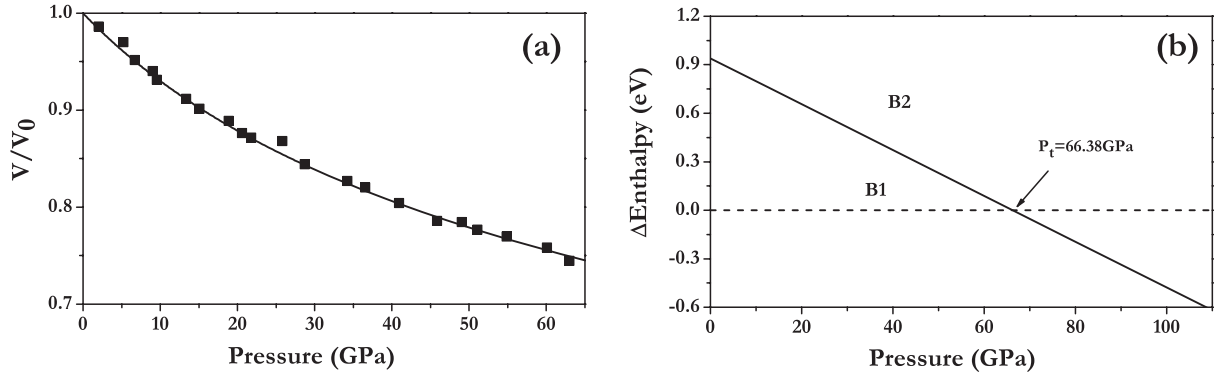 (a)
V/V0
1.0
0.9
0.8
0.7
0 10 20 30 40 50 60
Pressure (GPa)
(b)
ΔEnthalpy (eV)
1.2
0.9
0.6
0.3
0.0
-0.3
-0.6
B2
Pt=66.38GPa
B1
0 20 40 60 80 100
Pressure (GPa)